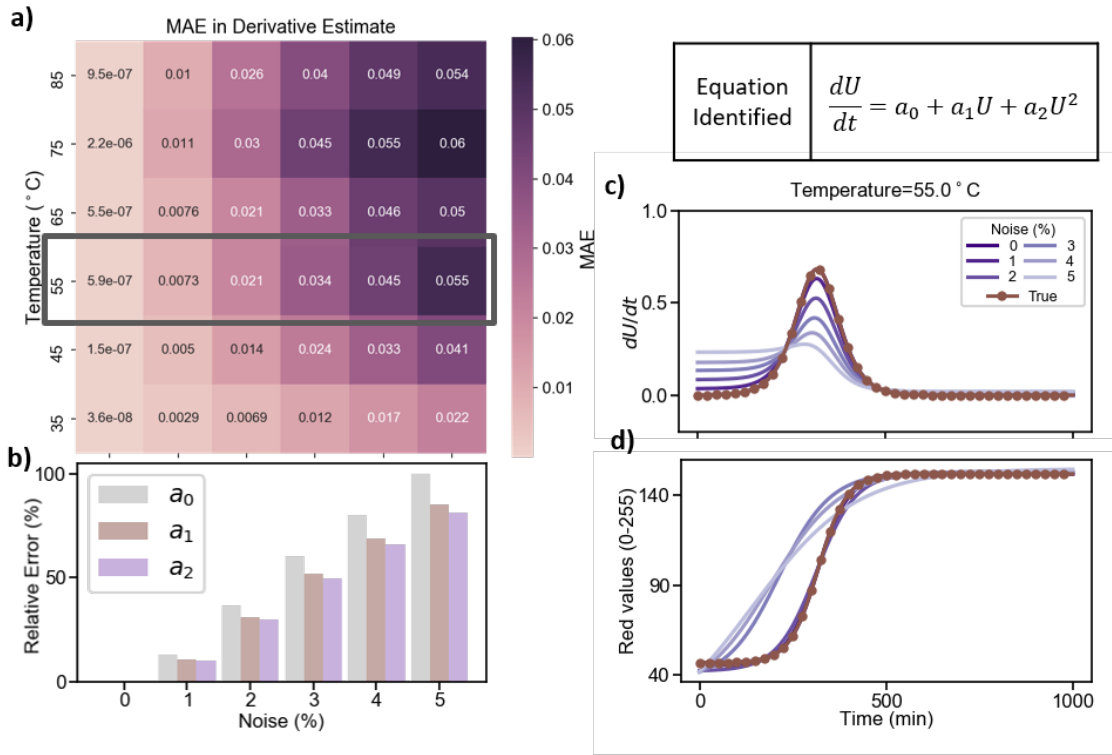 a)
MAE in Derivative Estimate
Temperature (°C)
85 9.5e-07 0.01 0.026 0.04 0.049 0.054
75 2.2e-06 0.011 0.03 0.045 0.055 0.06
65 5.5e-07 0.0076 0.021 0.033 0.046 0.05
55 5.9e-07 0.0073 0.021 0.034 0.045 0.055
45 1.5e-07 0.005 0.014 0.024 0.033 0.041
35 3.6e-08 0.0029 0.0069 0.012 0.017 0.022
0.06
0.05
0.04
0.03
0.02
0.01
MAE
b)
Relative Error (%)
100
50
0
a₀
a₁
a₂
0 1 2 3 4 5
Noise (%)
Equation
Identified
dU/dt = a₀ + a₁U + a₂U²
c)
Temperature=55.0°C
dU/dt
1.0
0.5
0.0
Noise (%)
0 3
1 4
2 5
True
0 500 1000
d)
Red values (0-255)
140
90
40
0 500 1000
Time (min)